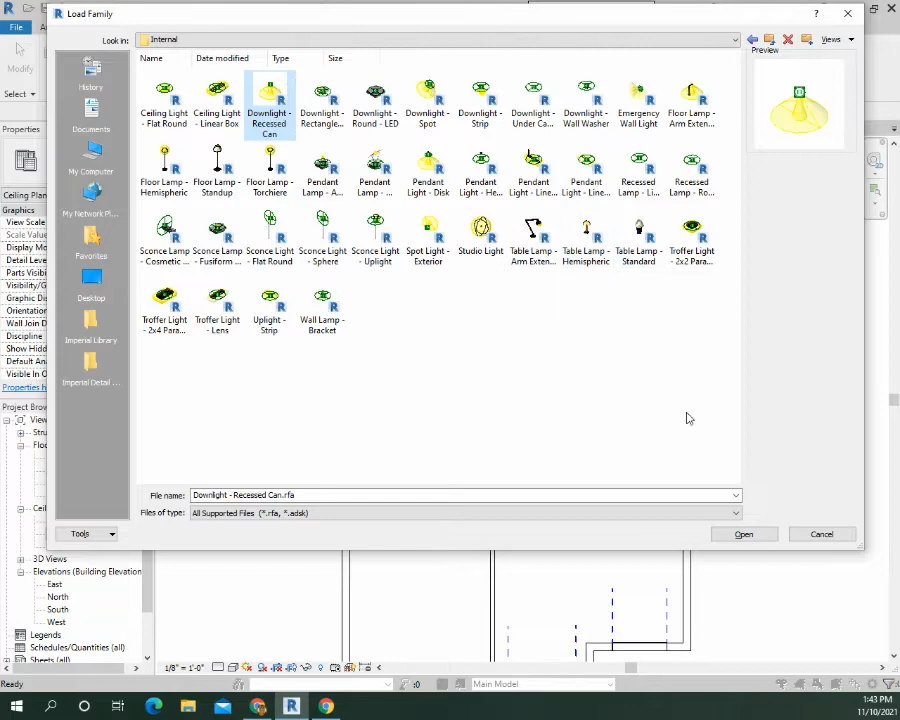 Load Family
?
File
Ar
Look in:
Internal
Views
Modify
Select
Properties
Ceiling Plan
Graphics
View Scale
Scale Value
Display Mo
Detail Level
Parts Visibility
Visibility/G
Graphic Dis
Orientation
Wall Join D
Discipline
Show Hidd
Default Ana
Visible In O
Properties h
Project Brow
View
Stru
Floo
Ceil
3D Views
Elevations (Building Elevation
East
North
South
West
Legends
Schedules/Quantities (all)
Sheets (all)
History
Documents
My Computer
My Network Pl...
Favorites
Desktop
Imperial Library
Imperial Detail ...
Name Date modified Type Size
Preview
Ceiling Light - Flat Round
Ceiling Light - Linear Box
Downlight - Recessed Can
Downlight - Rectangle...
Downlight - Round - LED
Downlight - Spot
Downlight - Strip
Downlight - Under Ca...
Downlight - Wall Washer
Emergency Wall Light
Floor Lamp - Arm Exten...
Floor Lamp - Hemispheric
Floor Lamp - Standup
Floor Lamp - Torchiere
Pendant Lamp - A...
Pendant Lamp - ...
Pendant Light - Disk
Pendant Light - He...
Pendant Light - Line...
Pendant Light - Line...
Recessed Lamp - Li...
Recessed Lamp - Ro...
Sconce Lamp - Cosmetic ...
Sconce Lamp - Fusiform ...
Sconce Light - Flat Round
Sconce Light - Sphere
Sconce Light - Uplight
Spot Light - Exterior
Studio Light
Table Lamp - Arm Exten...
Table Lamp - Hemispheric
Table Lamp - Standard
Troffer Light - 2x2 Para...
Troffer Light - 2x4 Para...
Troffer Light - Lens
Uplight - Strip
Wall Lamp - Bracket
File name:
Downlight - Recessed Can.rfa
Files of type:
All Supported Files (*.rfa, *.adsk)
Tools
Open
Cancel
1/8" = 1'-0"
Ready
:0
Main Model
1:43 PM
11/10/2021